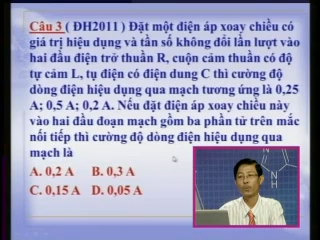 Câu 3 ( ĐH2011 ) Đặt một điện áp xoay chiều có
giá trị hiệu dụng và tần số không đổi lần lượt vào
hai đầu điện trở thuần R, cuộn cảm thuần có độ
tự cảm L, tụ điện có điện dung C thì cường độ
dòng điện hiệu dụng qua mạch tương ứng là 0,25
A; 0,5 A; 0,2 A. Nếu đặt điện áp xoay chiều này
vào hai đầu đoạn mạch gồm ba phần tử trên mắc
nối tiếp thì cường độ dòng điện hiệu dụng qua
mạch là
A. 0,2 A B. 0,3 A
C. 0,15 A D. 0,05 A